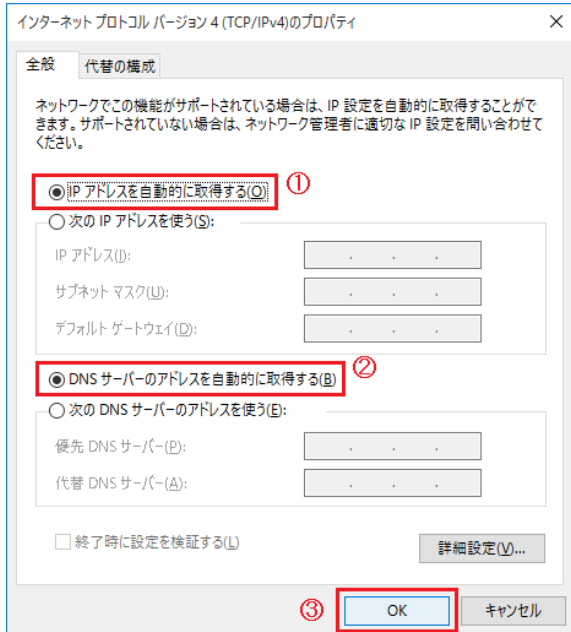 インターネット プロトコル バージョン 4 (TCP/IPv4)のプロパティ
全般 代替の構成
ネットワークでこの機能がサポートされている場合は、IP 設定を自動的に取得することがで
きます。サポートされていない場合は、ネットワーク管理者に適切な IP 設定を問い合わせて
ください。
IP アドレスを自動的に取得する(O) ①
次の IP アドレスを使う(S):
IP アドレス(I):
サブネット マスク(U):
デフォルト ゲートウェイ(D):
DNS サーバーのアドレスを自動的に取得する(B) ②
次の DNS サーバーのアドレスを使う(E):
優先 DNS サーバー(P):
代替 DNS サーバー(A):
終了時に設定を検証する(L)
詳細設定(V)...
③ OK キャンセル